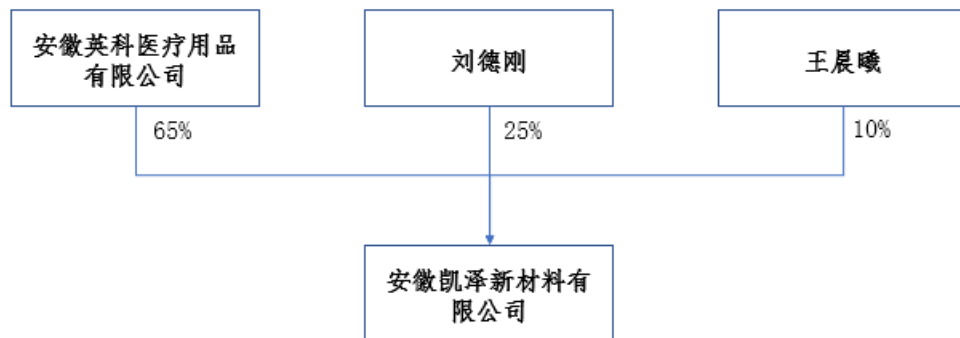 安徽英科医疗用品
有限公司
刘德刚
王晨曦
65%
25%
10%
安徽凯泽新材料有
限公司